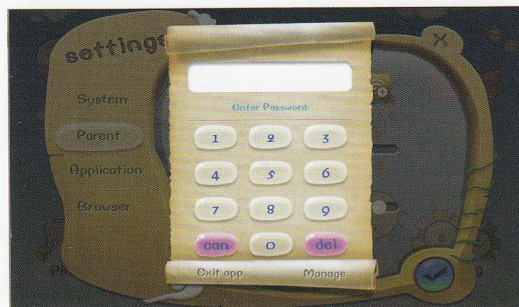 settings
Enter Password
System
1 2 3
Parent
4 5 6
Application
7 8 9
Browser
can 0 del
Exit app Manage